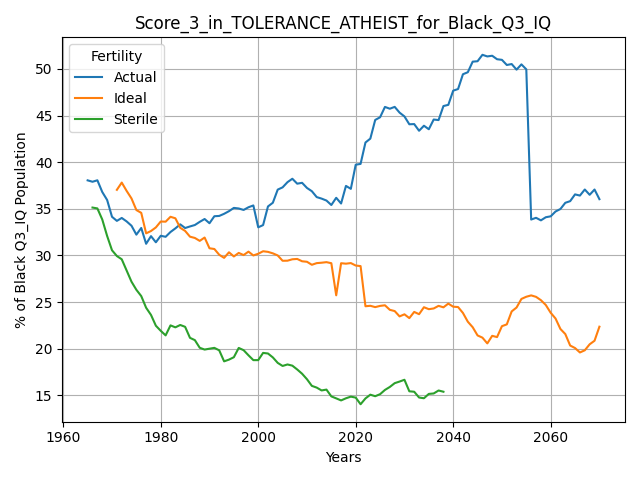 Score_3_in_TOLERANCE_ATHEIST_for_Black_Q3_IQ
Fertility
Actual
Ideal
Sterile
% of Black Q3_IQ Population
50
45
40
35
30
25
20
15
1960
1980
2000
2020
2040
2060
Years